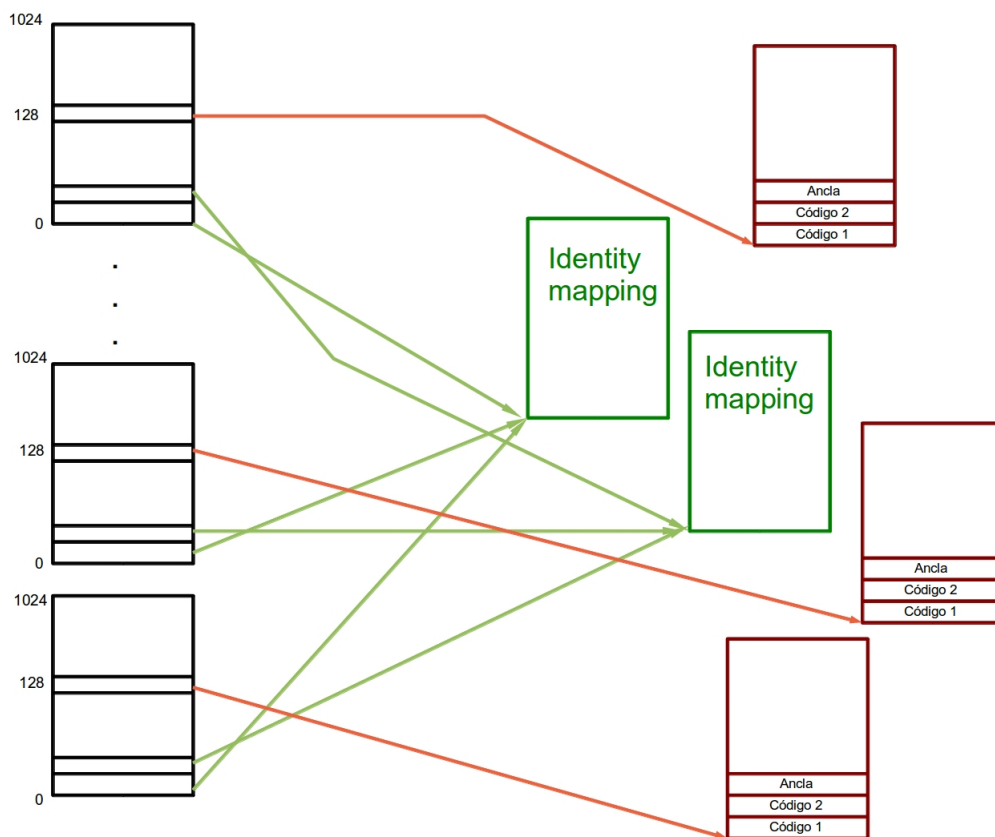 1024
128
0
.
.
.
1024
128
0
1024
128
0
Identity
mapping
Identity
mapping
Ancla
Código 2
Código 1
Ancla
Código 2
Código 1
Ancla
Código 2
Código 1